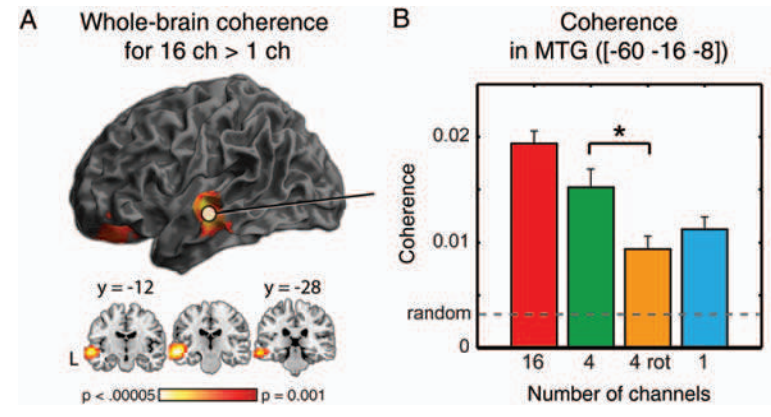 A
Whole-brain coherence
for 16 ch > 1 ch
y = -12
y = -28
L
p < .00005
p = 0.001
B
Coherence
in MTG ([-60 -16 -8])
*
Coherence
0.02
0.01
random
0
16 4 4 rot 1
Number of channels